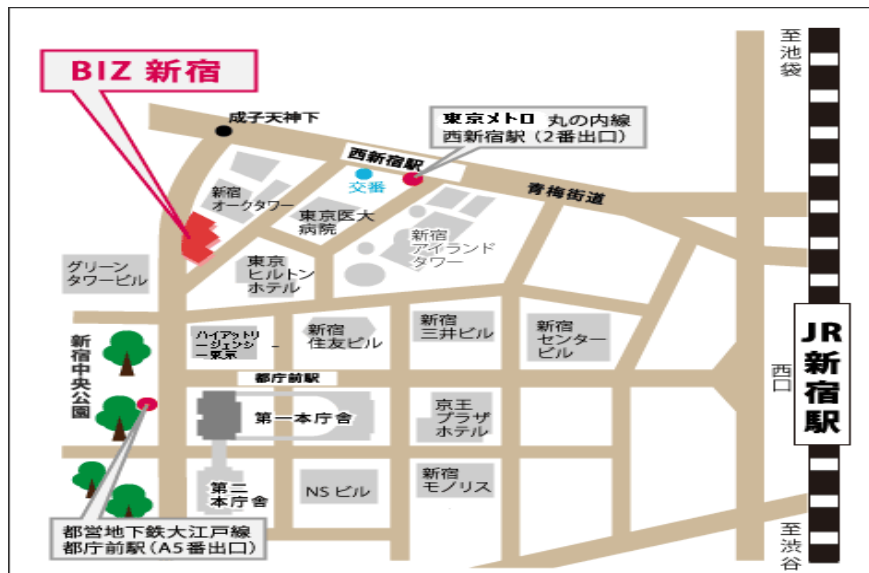 至池袋
BIZ 新宿
成子天神下
東京メトロ 丸の内線
西新宿駅(2番出口)
西新宿駅
交番
青梅街道
新宿
オークタワー
東京医大
病院
新宿
アイランド
タワー
グリーン
タワービル
東京
ヒルトン
ホテル
ハイアットリ
ージェンシ
ー東京
新宿
住友ビル
新宿
三井ビル
新宿
センター
ビル
JR新宿駅
西口
新宿中央公園
都庁前駅
第一本庁舎
京王
プラザ
ホテル
第二
本庁舎
NSビル
新宿
モノリス
都営地下鉄大江戸線
都庁前駅(A5番出口)
至渋谷